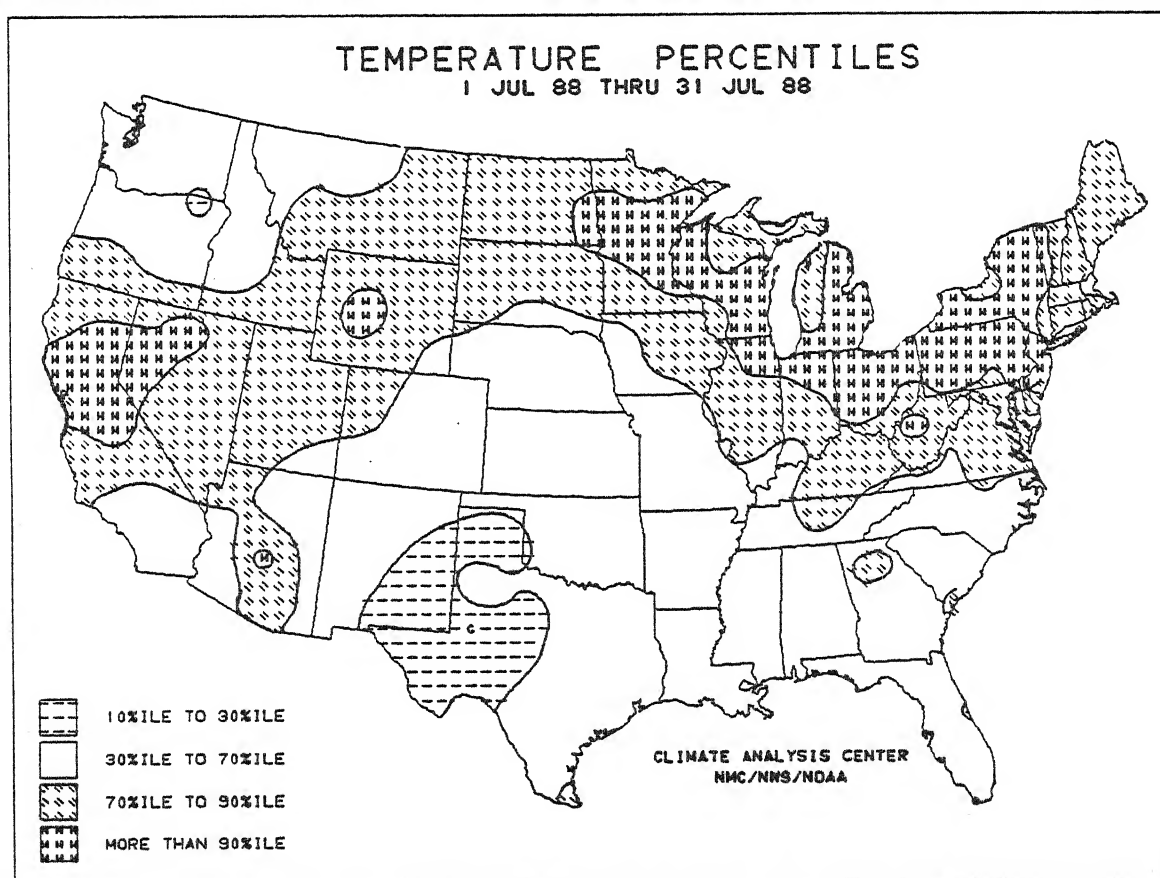 TEMPERATURE PERCENTILES
1 JUL 88 THRU 31 JUL 88
C
10%ILE TO 30%ILE
30%ILE TO 70%ILE
70%ILE TO 90%ILE
MORE THAN 90%ILE
CLIMATE ANALYSIS CENTER
NMC/NWS/NOAA